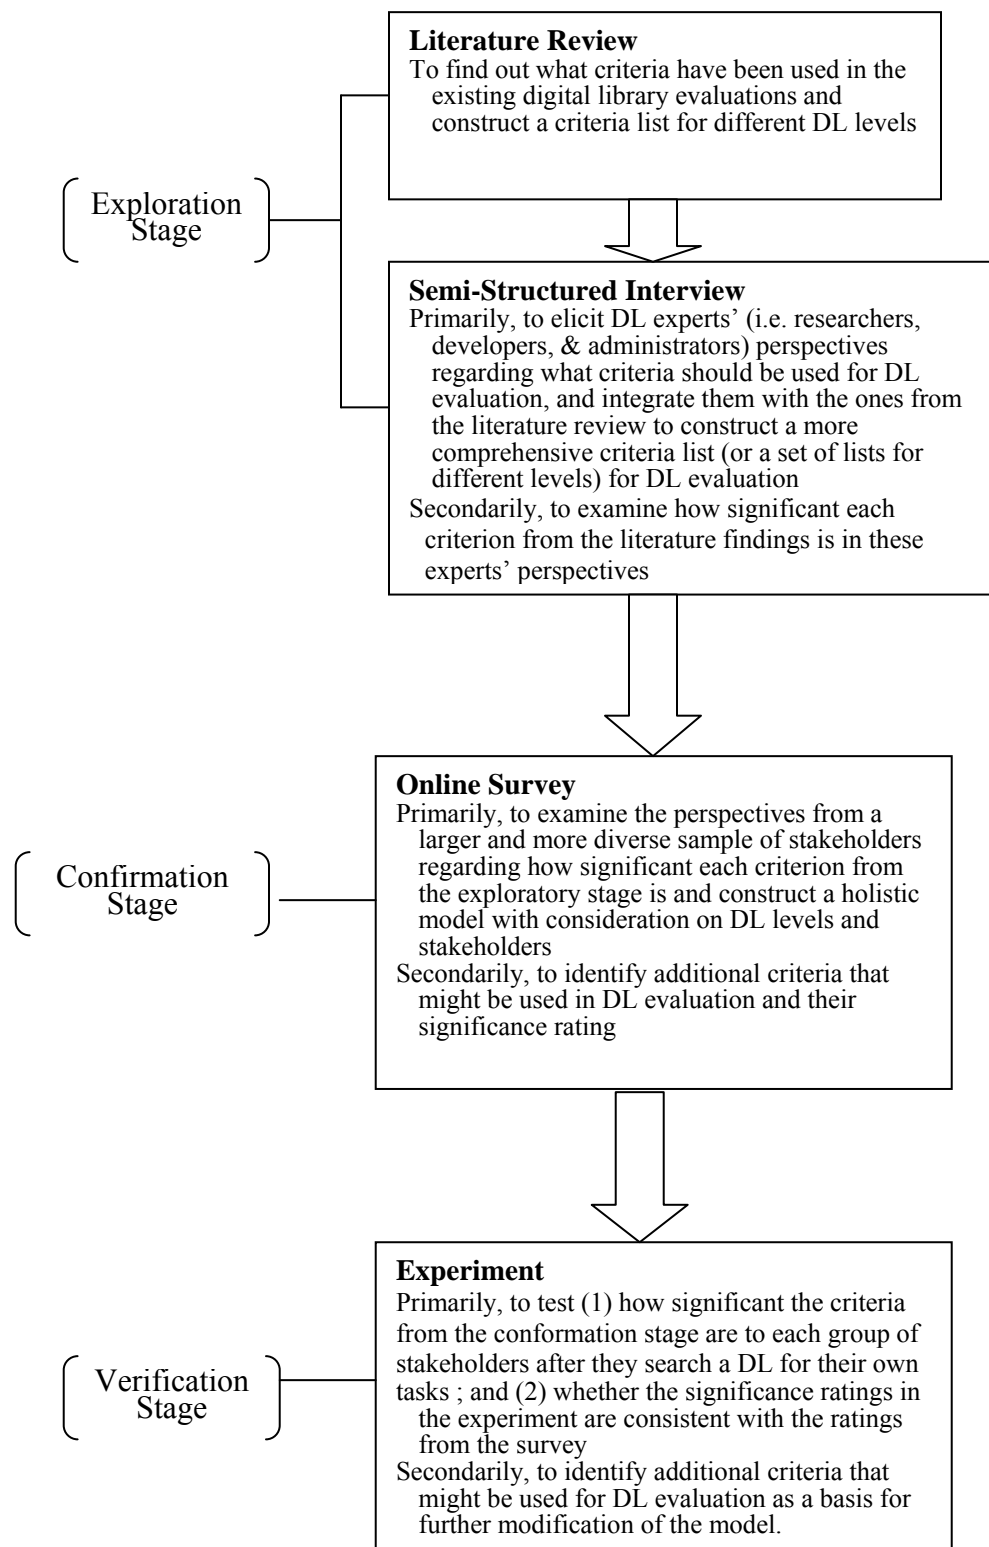 Literature Review
To find out what criteria have been used in the
existing digital library evaluations and
construct a criteria list for different DL levels
Exploration
Stage
Semi-Structured Interview
Primarily, to elicit DL experts’ (i.e. researchers,
developers, & administrators) perspectives
regarding what criteria should be used for DL
evaluation, and integrate them with the ones from
the literature review to construct a more
comprehensive criteria list (or a set of lists for
different levels) for DL evaluation
Secondarily, to examine how significant each
criterion from the literature findings is in these
experts’ perspectives
Online Survey
Primarily, to examine the perspectives from a
larger and more diverse sample of stakeholders
regarding how significant each criterion from
the exploratory stage is and construct a holistic
model with consideration on DL levels and
stakeholders
Secondarily, to identify additional criteria that
might be used in DL evaluation and their
significance rating
Confirmation
Stage
Experiment
Primarily, to test (1) how significant the criteria
from the conformation stage are to each group of
stakeholders after they search a DL for their own
tasks ; and (2) whether the significance ratings in
the experiment are consistent with the ratings
from the survey
Secondarily, to identify additional criteria that
might be used for DL evaluation as a basis for
further modification of the model.
Verification
Stage